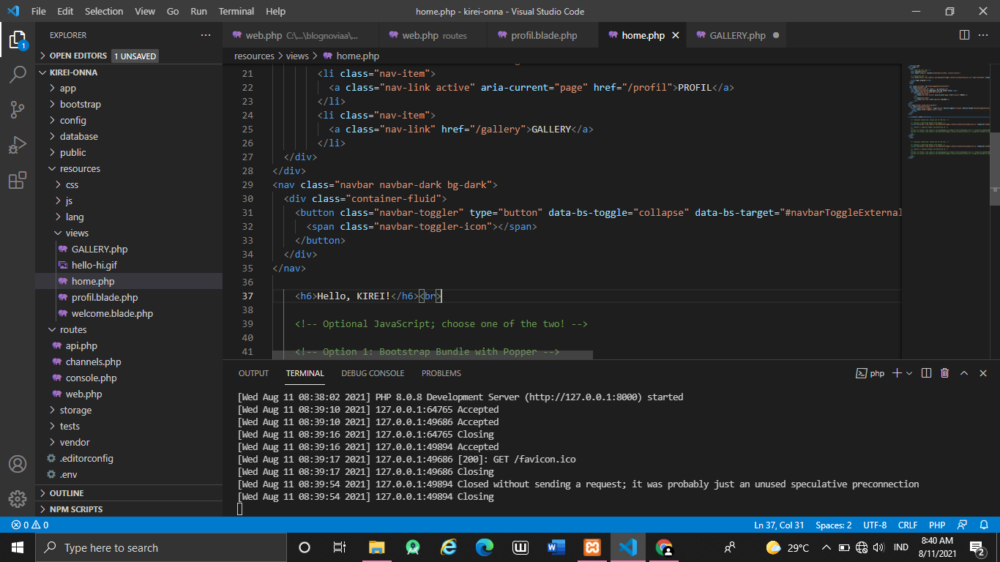 File Edit Selection View Go Run Terminal Help home.php - kirei-onna - Visual Studio Code
EXPLORER
web.php C:\...\blognoviaa\... web.php routes profil.blade.php home.php GALLERY.php
OPEN EDITORS 1 UNSAVED
resources > views > home.php
KIREI-ONNA
app
bootstrap
config
database
public
resources
css
js
lang
views
GALLERY.php
hello-hi.gif
home.php
profil.blade.php
welcome.blade.php
routes
api.php
channels.php
console.php
web.php
storage
tests
vendor
.editorconfig
.env
OUTLINE
NPM SCRIPTS
1
21 <li class="nav-item">
22 <a class="nav-link active" aria-current="page" href="/profil">PROFIL</a>
23 </li>
24 <li class="nav-item">
25 <a class="nav-link" href="/gallery">GALLERY</a>
26 </li>
27 </div>
28 </div>
29 <nav class="navbar navbar-dark bg-dark">
30 <div class="container-fluid">
31 <button class="navbar-toggler" type="button" data-bs-toggle="collapse" data-bs-target="#navbarToggleExternal
32 <span class="navbar-toggler-icon"></span>
33 </button>
34 </div>
35 </nav>
36
37 <h6>Hello, KIREI!</h6><br>
38
39 <!-- Optional JavaScript; choose one of the two! -->
40
41 <!-- Option 1: Bootstrap Bundle with Popper -->
OUTPUT TERMINAL DEBUG CONSOLE PROBLEMS php
[Wed Aug 11 08:38:02 2021] PHP 8.0.8 Development Server (http://127.0.0.1:8000) started
[Wed Aug 11 08:39:10 2021] 127.0.0.1:64765 Accepted
[Wed Aug 11 08:39:10 2021] 127.0.0.1:49686 Accepted
[Wed Aug 11 08:39:16 2021] 127.0.0.1:64765 Closing
[Wed Aug 11 08:39:16 2021] 127.0.0.1:49894 Accepted
[Wed Aug 11 08:39:17 2021] 127.0.0.1:49686 [200]: GET /favicon.ico
[Wed Aug 11 08:39:17 2021] 127.0.0.1:49686 Closing
[Wed Aug 11 08:39:54 2021] 127.0.0.1:49894 Closed without sending a request; it was probably just an unused speculative preconnection
[Wed Aug 11 08:39:54 2021] 127.0.0.1:49894 Closing
0 0 Ln 37, Col 31 Spaces: 2 UTF-8 CRLF PHP
Type here to search 29°C IND 8:40 AM
8/11/2021 2